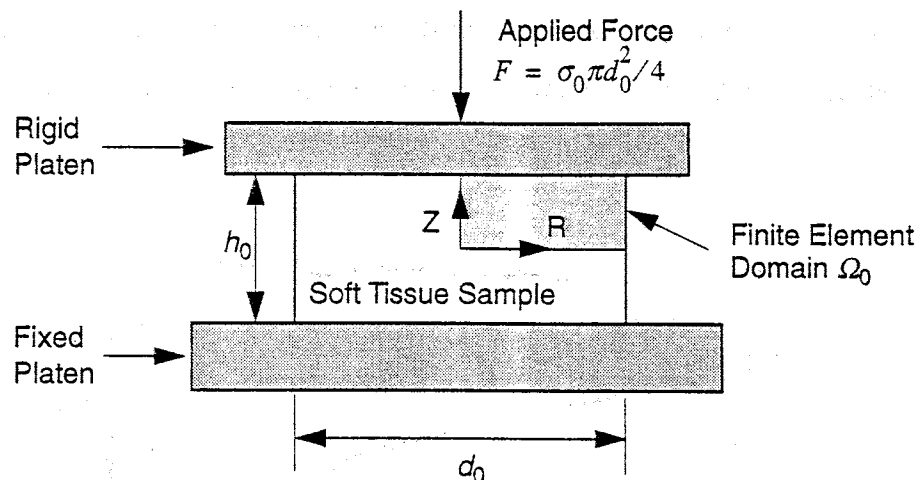 Applied Force
F = σ₀πd₀²/4
Rigid
Platen
Z
R
h₀
Finite Element
Domain Ω₀
Soft Tissue Sample
Fixed
Platen
d₀